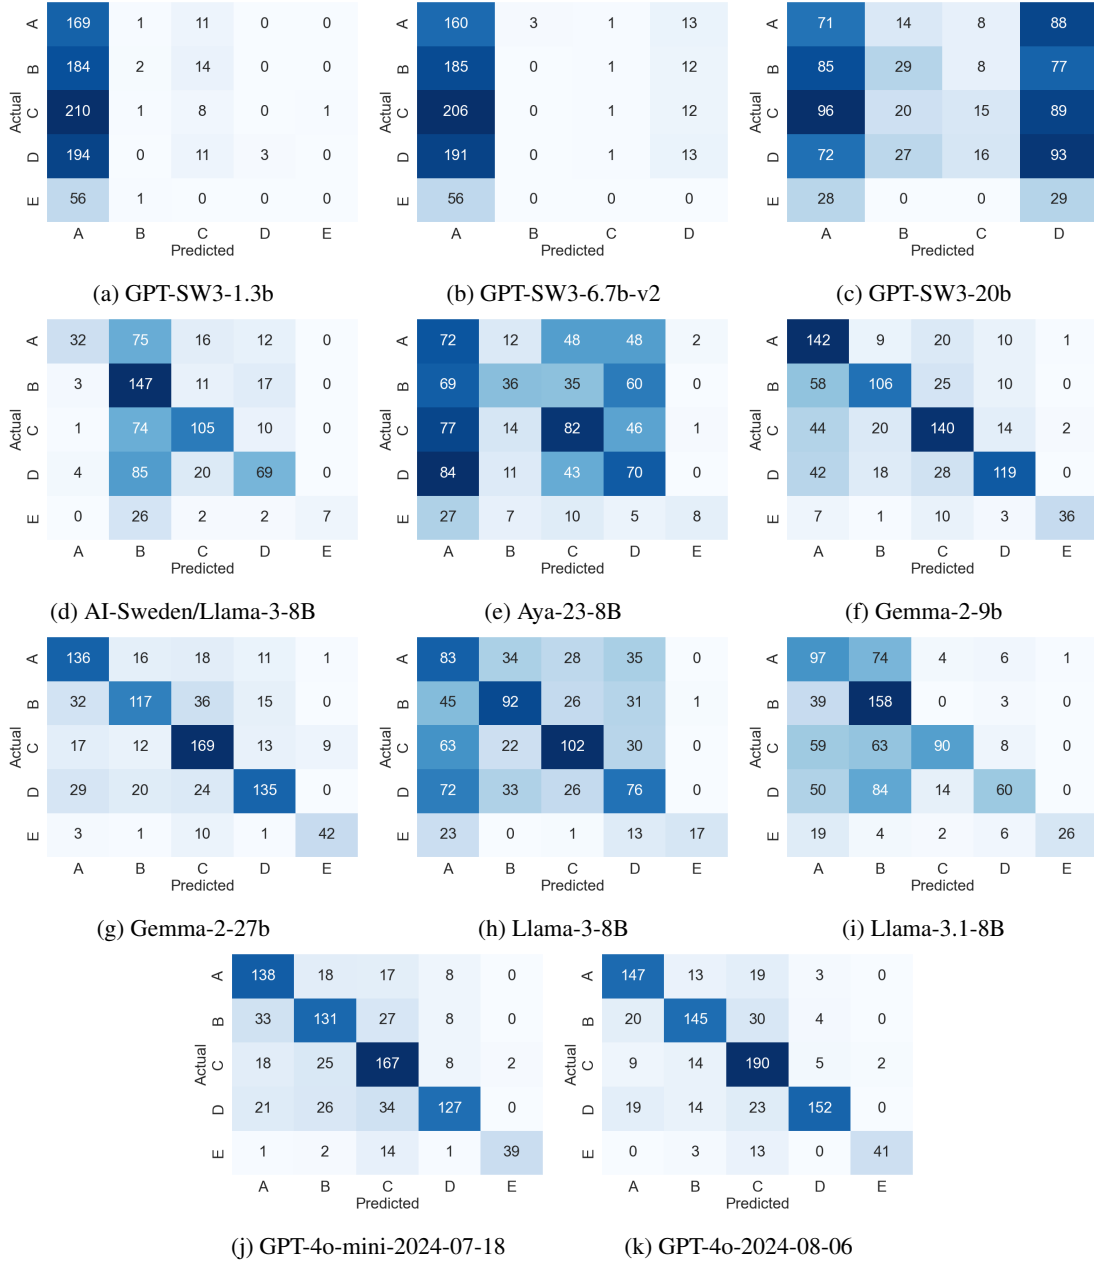 A 169 1 11 0 0
B 184 2 14 0 0
C 210 1 8 0 1
D 194 0 11 3 0
E 56 1 0 0 0
A B C D E
Actual
Predicted
(a) GPT-SW3-1.3b
A 160 3 1 13
B 185 0 1 12
C 206 0 1 12
D 191 0 1 13
E 56 0 0 0
A B C D
Actual
Predicted
(b) GPT-SW3-6.7b-v2
71 14 8 88
85 29 8 77
96 20 15 89
72 27 16 93
28 0 0 29
A B C D
A
B
C
D
E
Actual
Predicted
(c) GPT-SW3-20b
A 32 75 16 12 0
B 3 147 11 17 0
C 1 74 105 10 0
D 4 85 20 69 0
E 0 26 2 2 7
A B C D E
Actual
Predicted
(d) AI-Sweden/Llama-3-8B
A 72 12 48 48 2
B 69 36 35 60 0
C 77 14 82 46 1
D 84 11 43 70 0
E 27 7 10 5 8
A B C D E
Actual
Predicted
(e) Aya-23-8B
A 142 9 20 10 1
B 58 106 25 10 0
C 44 20 140 14 2
D 42 18 28 119 0
E 7 1 10 3 36
A B C D E
Actual
Predicted
(f) Gemma-2-9b
A 136 16 18 11 1
B 32 117 36 15 0
C 17 12 169 13 9
D 29 20 24 135 0
E 3 1 10 1 42
A B C D E
Actual
Predicted
(g) Gemma-2-27b
A 83 34 28 35 0
B 45 92 26 31 1
C 63 22 102 30 0
D 72 33 26 76 0
E 23 0 1 13 17
A B C D E
Actual
Predicted
(h) Llama-3-8B
A 97 74 4 6 1
B 39 158 0 3 0
C 59 63 90 8 0
D 50 84 14 60 0
E 19 4 2 6 26
A B C D E
Actual
Predicted
(i) Llama-3.1-8B
A 138 18 17 8 0
B 33 131 27 8 0
C 18 25 167 8 2
D 21 26 34 127 0
E 1 2 14 1 39
A B C D E
Actual
Predicted
(j) GPT-4o-mini-2024-07-18
A 147 13 19 3 0
B 20 145 30 4 0
C 9 14 190 5 2
D 19 14 23 152 0
E 0 3 13 0 41
A B C D E
Actual
Predicted
(k) GPT-4o-2024-08-06